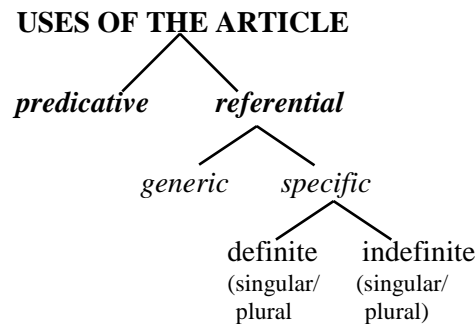 USES OF THE ARTICLE
predicative referential
generic specific
definite indefinite
(singular/ (singular/
plural plural)